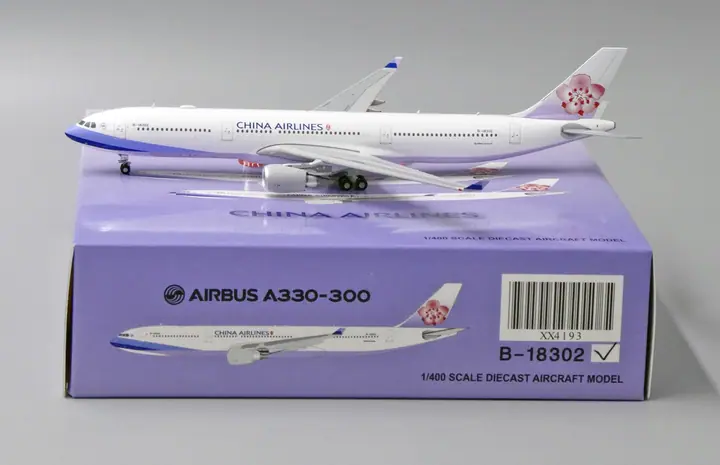 CHINA AIRLINES
CHINA AIRLINES
1/400 SCALE DIECAST AIRCRAFT MODEL
AIRBUS A330-300
CHINA AIRLINES
XX4193
B-18302
1/400 SCALE DIECAST AIRCRAFT MODEL